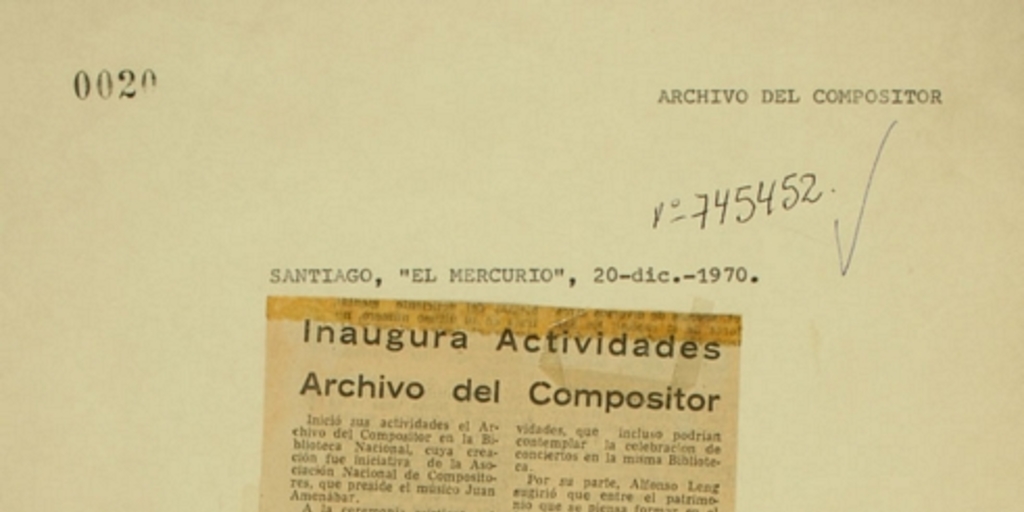 0020
ARCHIVO DEL COMPOSITOR
nº 745452.
SANTIAGO, "EL MERCURIO", 20-dic.-1970.
Inaugura Actividades
Archivo del Compositor
Inició sus actividades el Ar-
chivo del Compositor en la Bi-
blioteca Nacional, cuya crea-
ción fue iniciativa de la Aso-
ciación Nacional de Composito-
res, que preside el músico Juan
Amenábar.
A la ceremonia
vidades, que incluso podrían
contemplar la celebración de
conciertos en la misma Bibliote-
ca.
Por su parte, Alfonso Leng
sugirió que entre el patrimo-
nio que se piensa formar en el